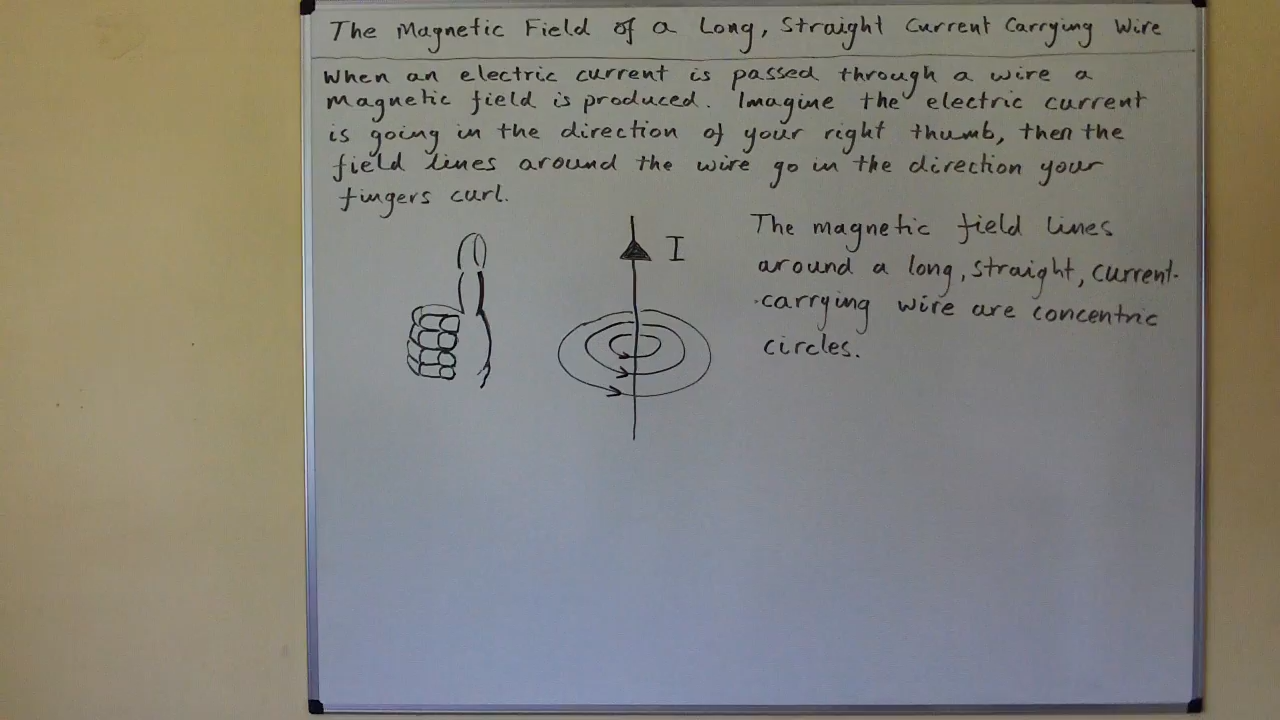 The Magnetic Field of a Long, Straight Current Carrying Wire
When an electric current is passed through a wire a
magnetic field is produced. Imagine the electric current
is going in the direction of your right thumb, then the
field lines around the wire go in the direction your
fingers curl.
I
The magnetic field lines
around a long, straight, current-
-carrying wire are concentric
circles.